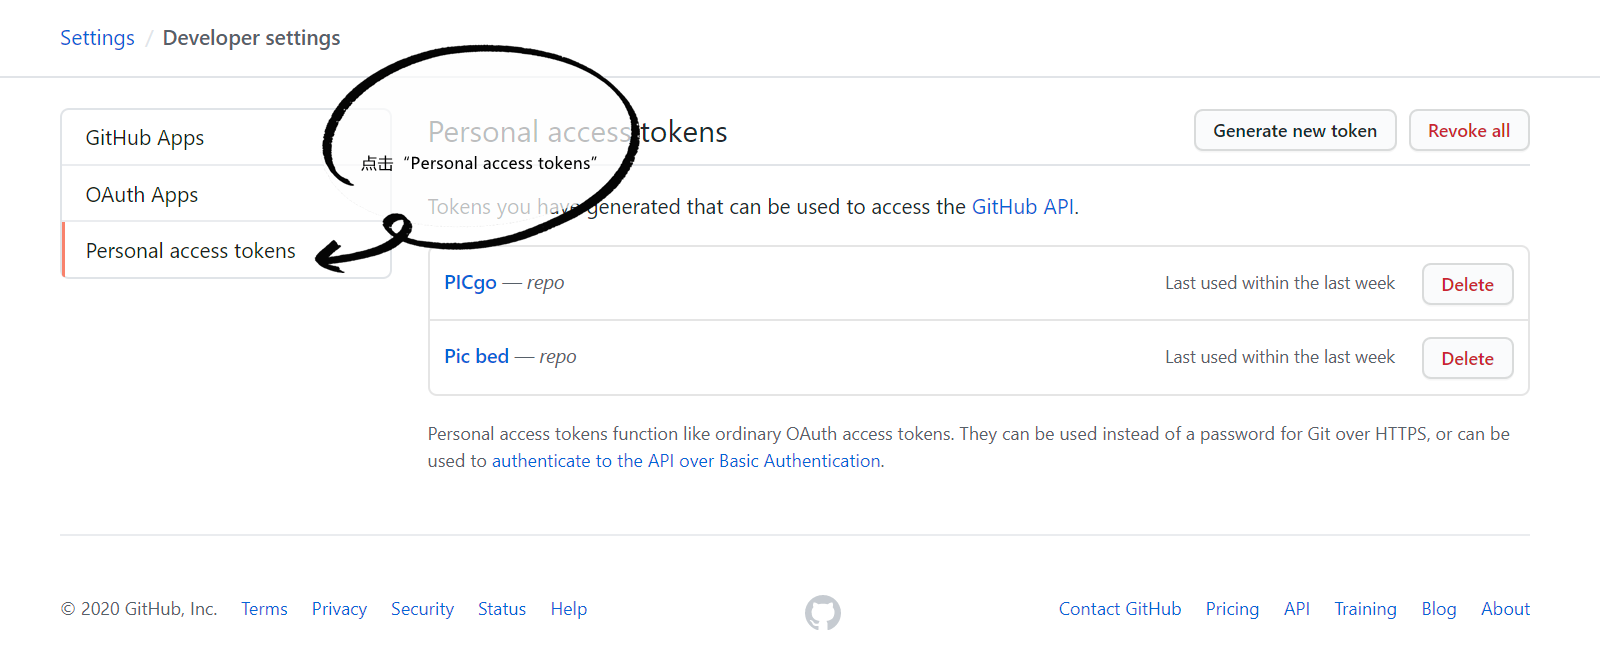 Settings / Developer settings
GitHub Apps
OAuth Apps
Personal access tokens
点击 “Personal access tokens”
Personal access tokens
Generate new token
Revoke all
Tokens you have generated that can be used to access the GitHub API.
PICgo — repo
Last used within the last week
Delete
Pic bed — repo
Last used within the last week
Delete
Personal access tokens function like ordinary OAuth access tokens. They can be used instead of a password for Git over HTTPS, or can be
used to authenticate to the API over Basic Authentication.
© 2020 GitHub, Inc. Terms Privacy Security Status Help
Contact GitHub Pricing API Training Blog About